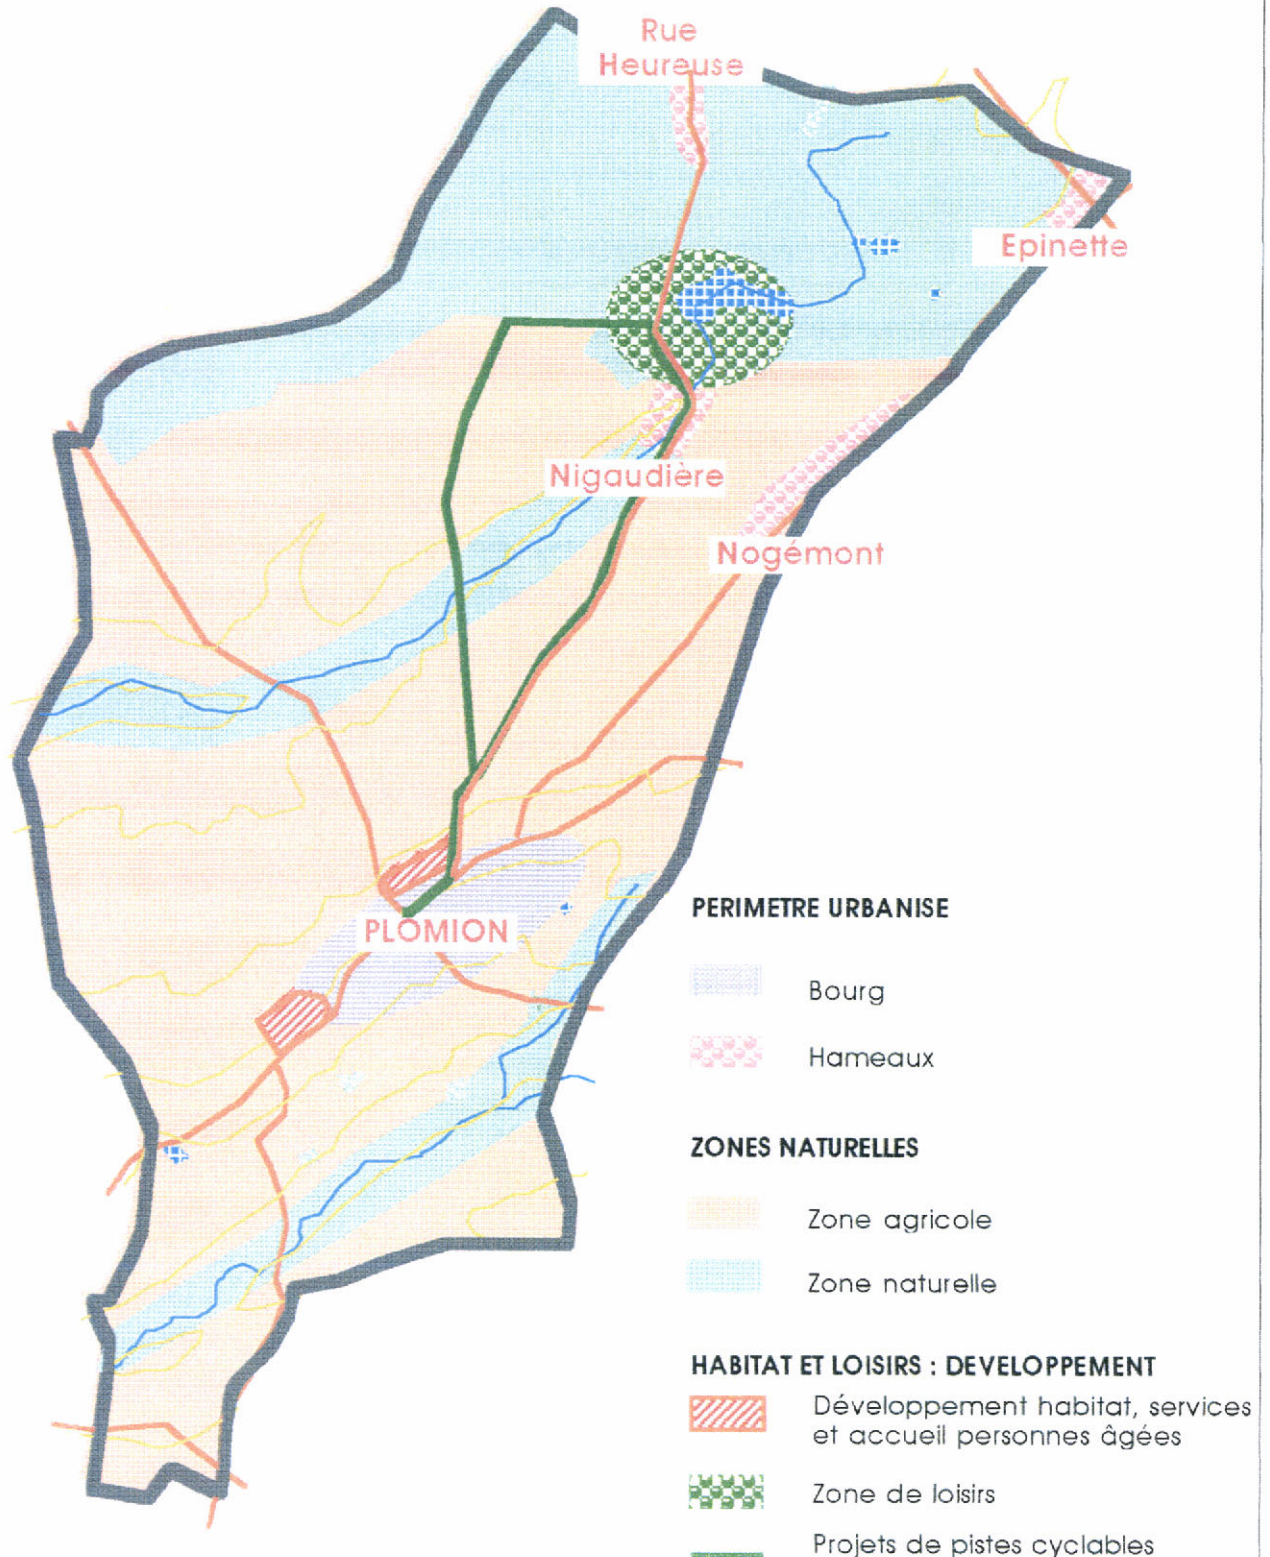 Rue
Heureuse
Epinette
Nigaudière
Nogémont
PLOMION
PERIMETRE URBANISE
Bourg
Hameaux
ZONES NATURELLES
Zone agricole
Zone naturelle
HABITAT ET LOISIRS : DEVELOPPEMENT
Développement habitat, services
et accueil personnes âgées
Zone de loisirs
Projets de pistes cyclables